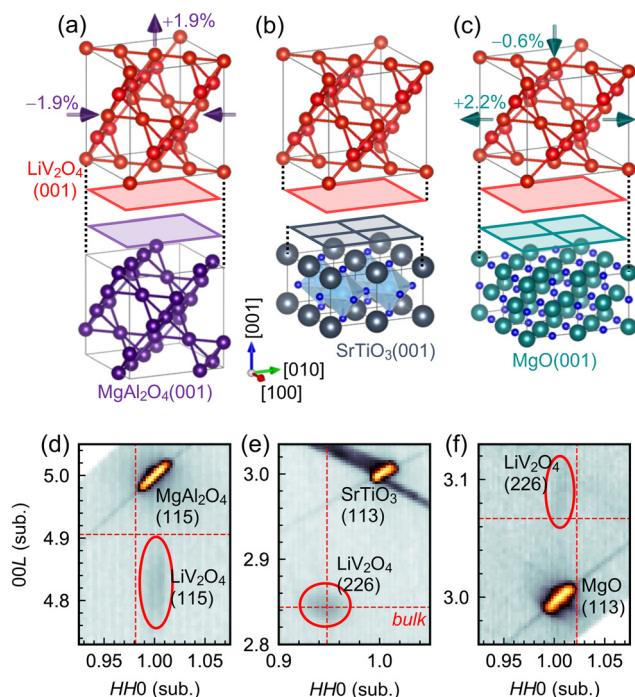 (a)
+1.9%
−1.9%
LiV2O4
(001)
MgAl2O4(001)
(b)
SrTiO3(001)
[001]
[010]
[100]
(c)
−0.6%
+2.2%
MgO(001)
(d)
00L (sub.)
5.0
4.9
4.8
MgAl2O4
(115)
LiV2O4
(115)
0.95
1.00
1.05
HH0 (sub.)
(e)
3.0
2.9
2.8
SrTiO3
(113)
LiV2O4
(226)
bulk
0.9
1.0
HH0 (sub.)
(f)
3.1
3.0
LiV2O4
(226)
MgO
(113)
0.95
1.00
1.05
HH0 (sub.)